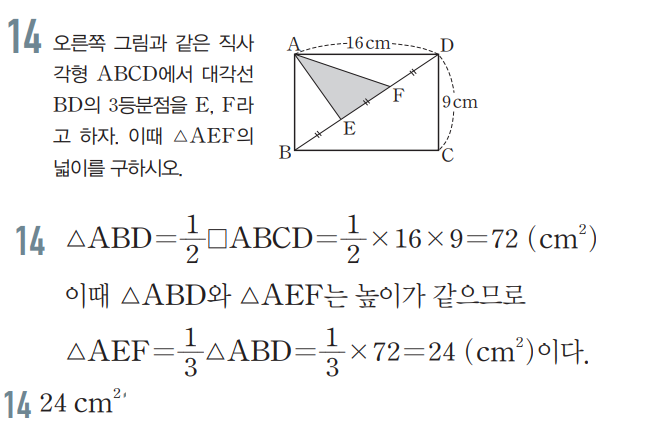 14 오른쪽 그림과 같은 직사
각형 ABCD에서 대각선
BD의 3등분점을 E, F라
고 하자. 이때 △AEF의
넓이를 구하시오.
A 16cm D
F 9cm
E
B C
14 △ABD=1/2□ABCD=1/2×16×9=72 (cm²)
이때 △ABD와 △AEF는 높이가 같으므로
△AEF=1/3△ABD=1/3×72=24 (cm²)이다.
14 24 cm²